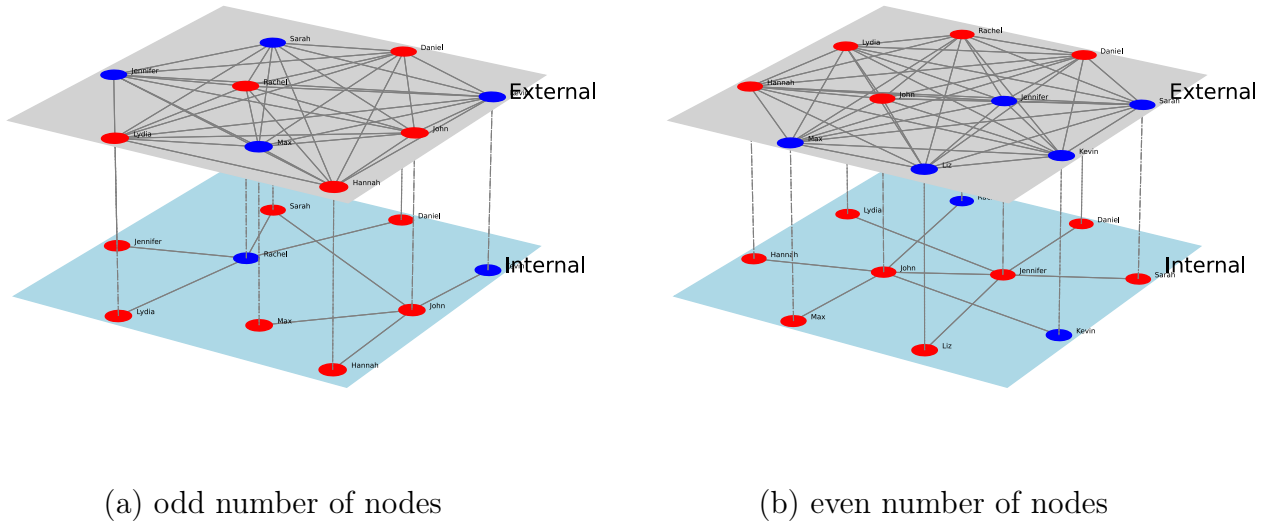 Sarah
Daniel
Jennifer
Rachel
External
Lydia
Max
John
Hannah
Sarah
Daniel
Jennifer
Rachel
Internal
Lydia
Max
John
Hannah
(a) odd number of nodes
Rachel
Lydia
Daniel
Hannah
John
Jennifer
Sarah
External
Max
Liz
Kevin
Lydia
Daniel
Hannah
John
Jennifer
Sarah
Internal
Max
Liz
Kevin
(b) even number of nodes